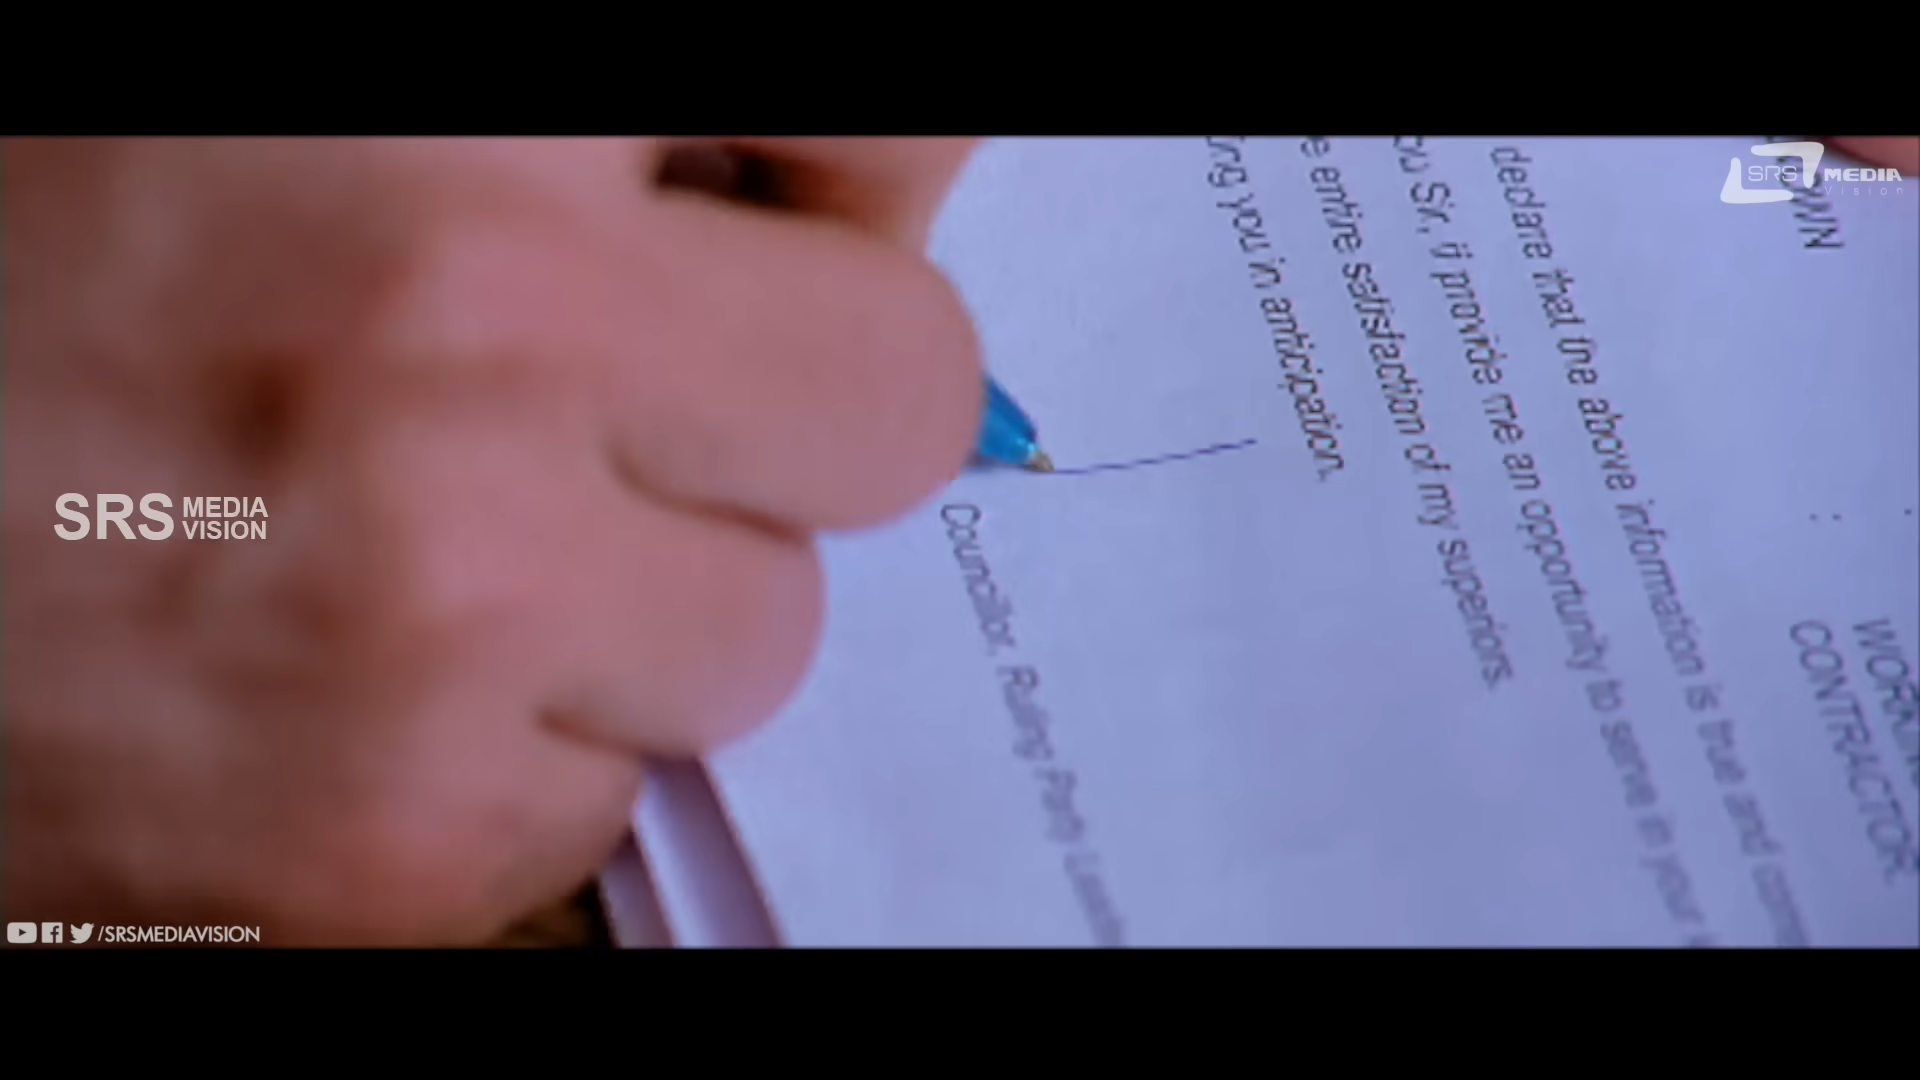 SRS MEDIA
Vision
OWN
WORKING
CONTRACTOR
declare that the above information is true and
ou Sir, if provide me an opportunity to serve in your
e entire satisfaction of my superiors.
ing you in anticipation.
Councillor, Ruling Party
SRS MEDIA
VISION
/SRSMEDIAVISION